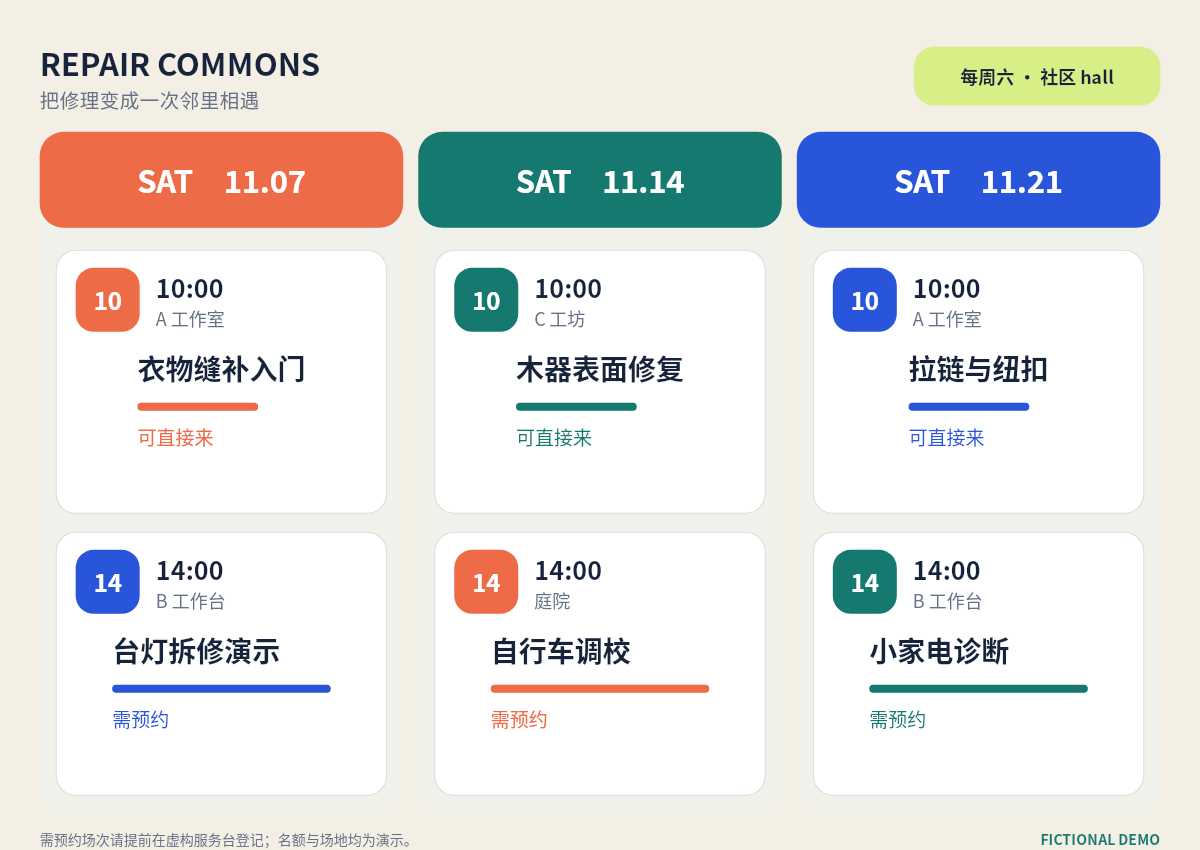 REPAIR COMMONS
把修理变成一次邻里相遇
每周六 · 社区 hall
SAT 11.07
10
10:00
A 工作室
衣物缝补入门
可直接来
14
14:00
B 工作台
台灯拆修演示
需预约
SAT 11.14
10
10:00
C 工坊
木器表面修复
可直接来
14
14:00
庭院
自行车调校
需预约
SAT 11.21
10
10:00
A 工作室
拉链与纽扣
可直接来
14
14:00
B 工作台
小家电诊断
需预约
需预约场次请提前在虚构服务台登记；名额与场地均为演示。
FICTIONAL DEMO